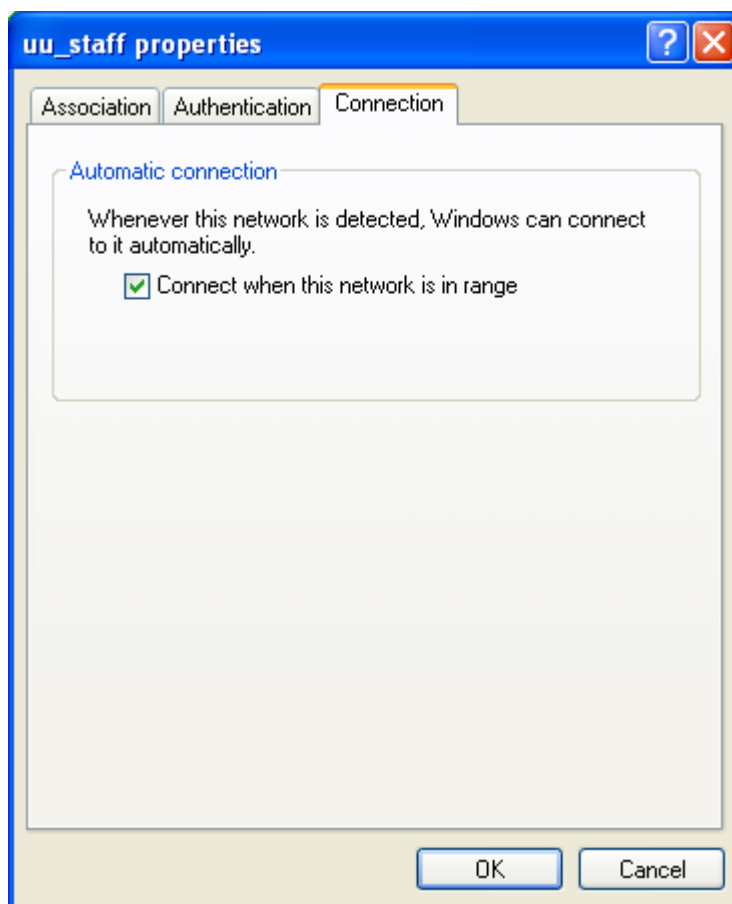 uu_staff properties
?
Association Authentication Connection
Automatic connection
Whenever this network is detected, Windows can connect
to it automatically.
Connect when this network is in range
OK Cancel